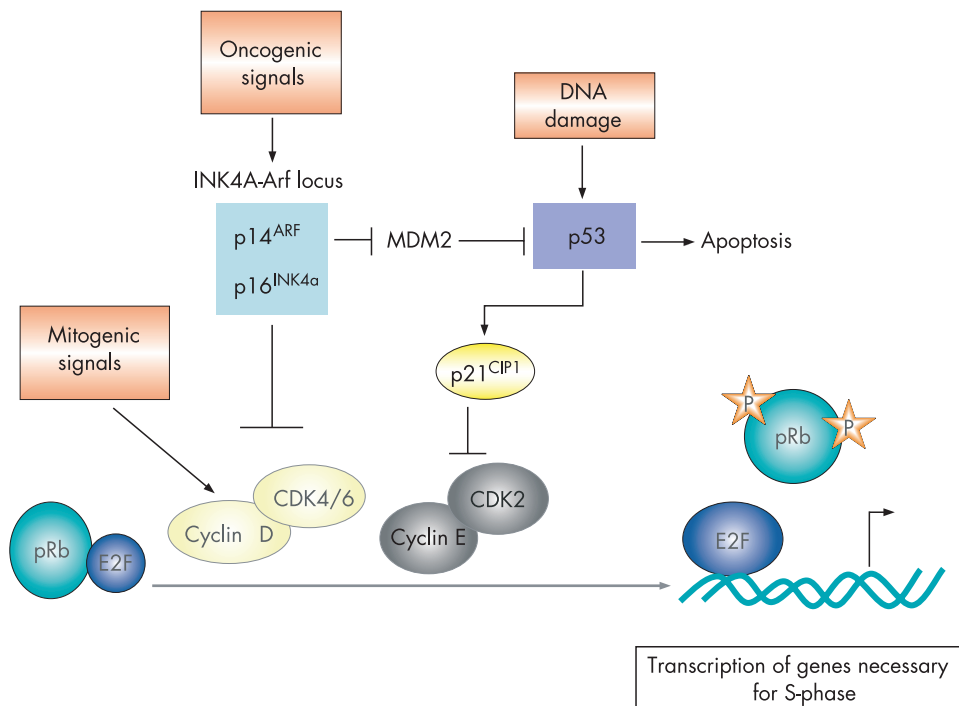 Oncogenic
signals
DNA
damage
INK4A-Arf locus
p14ARF
MDM2
p53
Apoptosis
p16INK4a
Mitogenic
signals
p21CIP1
P
pRb
P
CDK4/6
Cyclin D
CDK2
Cyclin E
pRb
E2F
E2F
Transcription of genes necessary
for S-phase